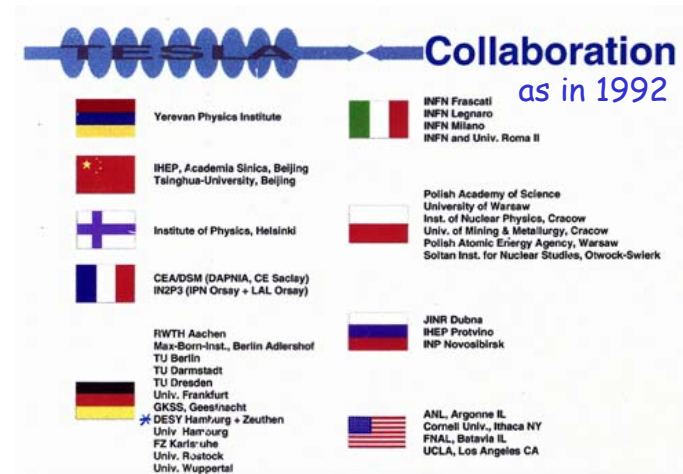 TESLA Collaboration
as in 1992
Yerevan Physics Institute
IHEP, Academia Sinica, Beijing
Tsinghua-University, Beijing
Institute of Physics, Helsinki
CEA/DSM (DAPNIA, CE Saclay)
IN2P3 (IPN Orsay + LAL Orsay)
RWTH Aachen
Max-Born-Inst., Berlin Adlershof
TU Berlin
TU Darmstadt
TU Dresden
Univ. Frankfurt
GKSS, Geesthacht
DESY Hamburg + Zeuthen
Univ Hamburg
FZ Karlsruhe
Univ. Rostock
Univ. Wuppertal
INFN Frascati
INFN Legnaro
INFN Milano
INFN and Univ. Roma II
Polish Academy of Science
University of Warsaw
Inst. of Nuclear Physics, Cracow
Univ. of Mining & Metallurgy, Cracow
Polish Atomic Energy Agency, Warsaw
Soltan Inst. for Nuclear Studies, Otwock-Swierk
JINR Dubna
IHEP Protvino
INP Novosibirsk
ANL, Argonne IL
Cornell Univ., Ithaca NY
FNAL, Batavia IL
UCLA, Los Angeles CA